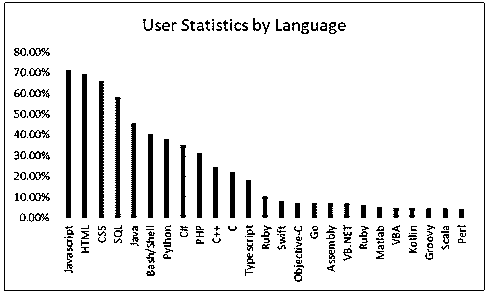 User Statistics by Language
80.00%
70.00%
60.00%
50.00%
40.00%
30.00%
20.00%
10.00%
0.00%
Javascript
HTML
CSS
SQL
Java
Bash/Shell
Python
C#
PHP
C++
C
Typescript
Ruby
Swift
Objective-C
Go
Assembly
VB.NET
Ruby
Matlab
VBA
Kotlin
Groovy
Scala
Perl